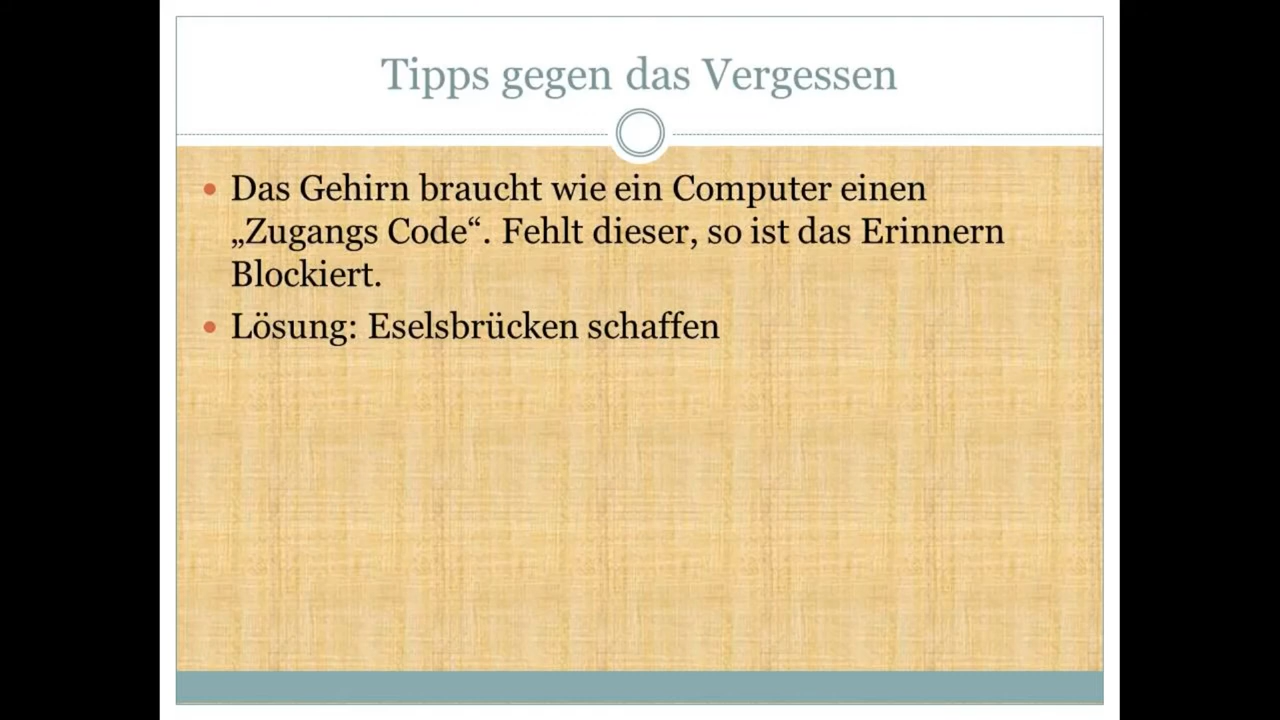 Tipps gegen das Vergessen
• Das Gehirn braucht wie ein Computer einen
„Zugangs Code“. Fehlt dieser, so ist das Erinnern
Blockiert.
• Lösung: Eselsbrücken schaffen